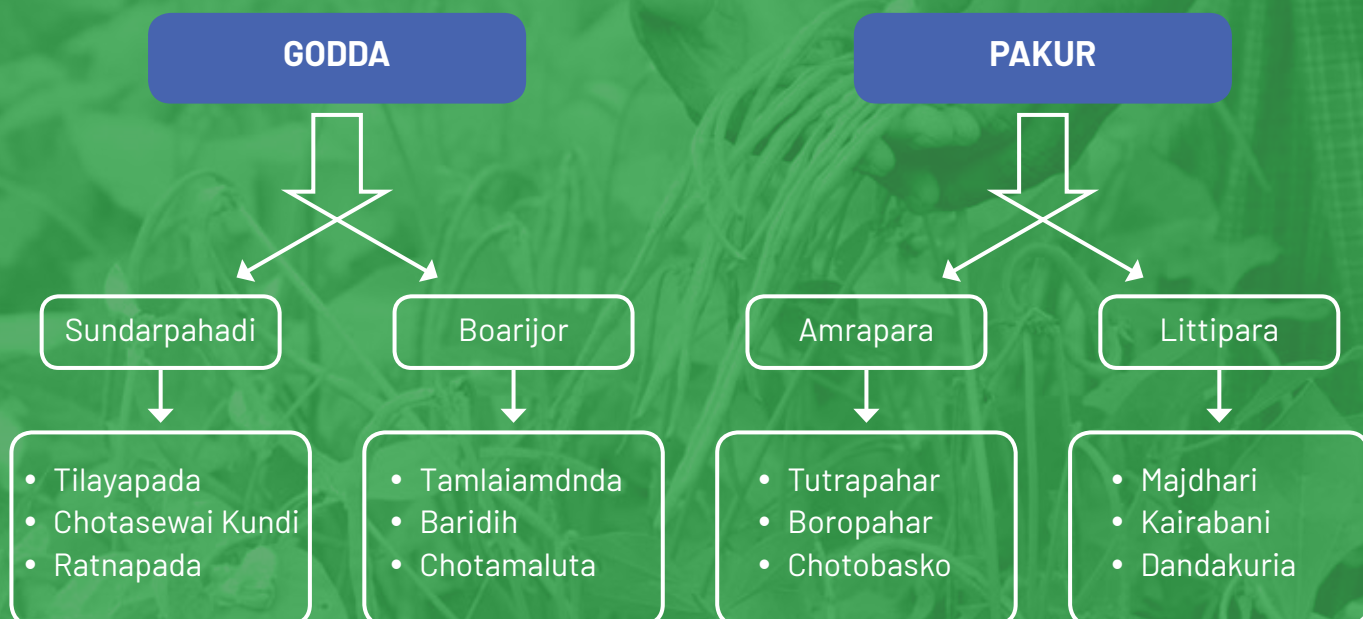 GODDA
PAKUR
Sundarpahadi
Boarijor
Amrapara
Littipara
• Tilayapada
• Chotasewai Kundi
• Ratnapada
• Tamlaiamdnda
• Baridih
• Chotamaluta
• Tutrapahar
• Boropahar
• Chotobasko
• Majdhari
• Kairabani
• Dandakuria